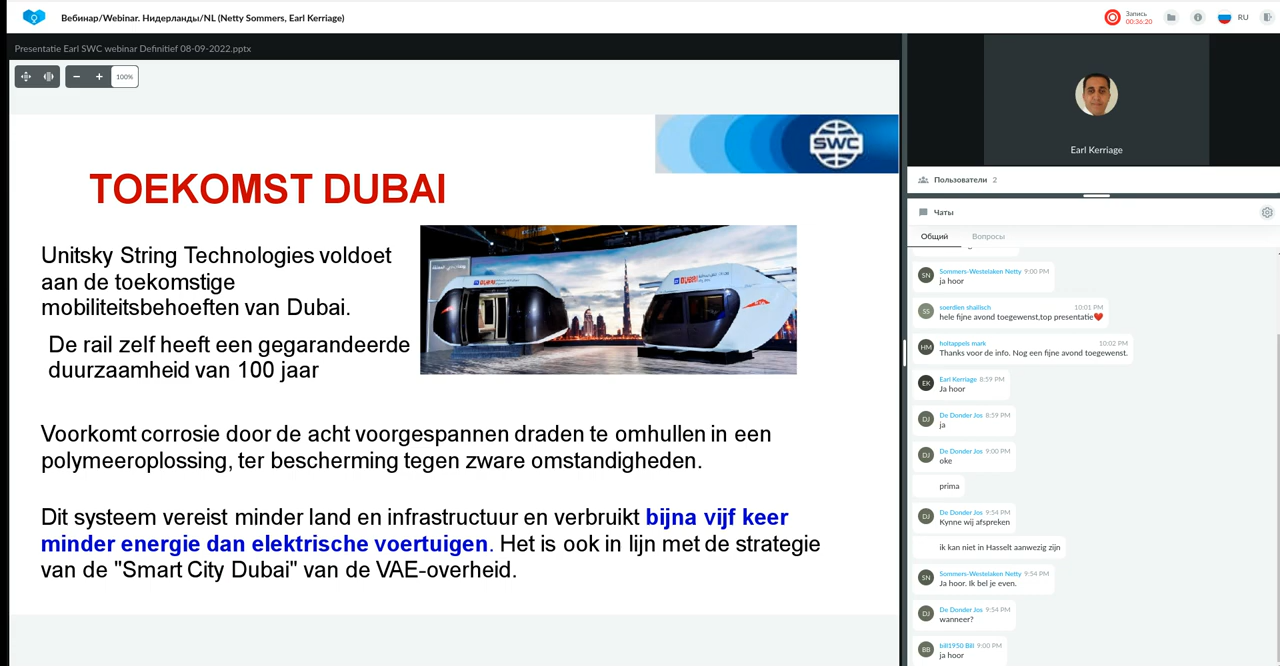 Вебинар/Webinar. Нидерланды/NL (Netty Sommers, Earl Kerriage)
Запись
00:36:20
RU
Presentatie Earl SWC webinar Definitief 08-09-2022.pptx
100%
SWC
TOEKOMST DUBAI
Unitsky String Technologies voldoet
aan de toekomstige
mobiliteitsbehoeften van Dubai.
De rail zelf heeft een gegarandeerde
duurzaamheid van 100 jaar
Voorkomt corrosie door de acht voorgespannen draden te omhullen in een
polymeeroplossing, ter bescherming tegen zware omstandigheden.
Dit systeem vereist minder land en infrastructuur en verbruikt bijna vijf keer
minder energie dan elektrische voertuigen. Het is ook in lijn met de strategie
van de "Smart City Dubai" van de VAE-overheid.
Earl Kerriage
Пользователи 2
Чаты
Общий Вопросы
SN
Sommers-Westelaken Netty 9:00 PM
ja hoor
SS
soerdien shailisch 10:01 PM
hele fijne avond toegewenst,top presentatie❤️
HM
holtappels mark 10:02 PM
Thanks voor de info. Nog een fijne avond toegewenst.
EK
Earl Kerriage 8:59 PM
Ja hoor
DJ
De Donder Jos 8:59 PM
ja
DJ
De Donder Jos 9:00 PM
oke
prima
DJ
De Donder Jos 9:54 PM
Kynne wij afspreken
ik kan niet in Hasselt aanwezig zijn
SN
Sommers-Westelaken Netty 9:54 PM
Ja hoor. Ik bel je even.
DJ
De Donder Jos 9:54 PM
wanneer?
BB
bill1950 Bill 9:00 PM
ja hoor